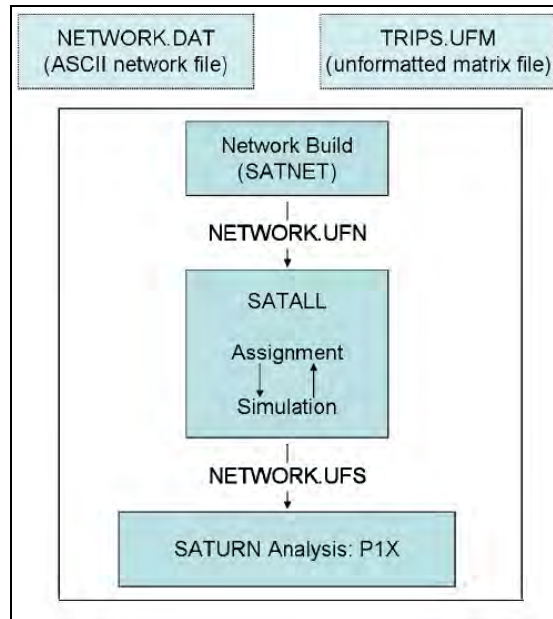 NETWORK.DAT
(ASCII network file)
TRIPS.UFM
(unformatted matrix file)
Network Build
(SATNET)
NETWORK.UFN
SATALL
Assignment
Simulation
NETWORK.UFS
SATURN Analysis: P1X